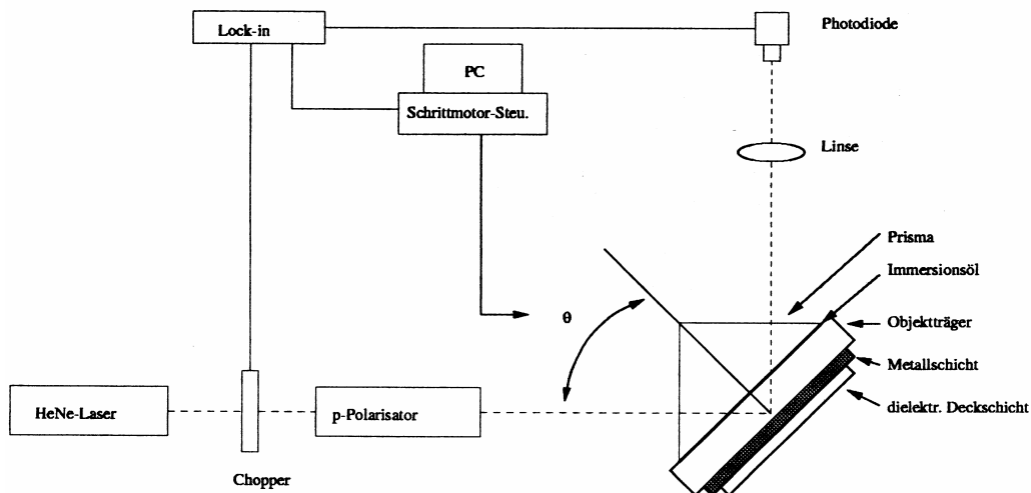 Lock-in
PC
Schrittmotor-Steu.
Photodiode
Linse
Prisma
Immersionsöl
Objektträger
Metallschicht
dielektr. Deckschicht
θ
HeNe-Laser
p-Polarisator
Chopper